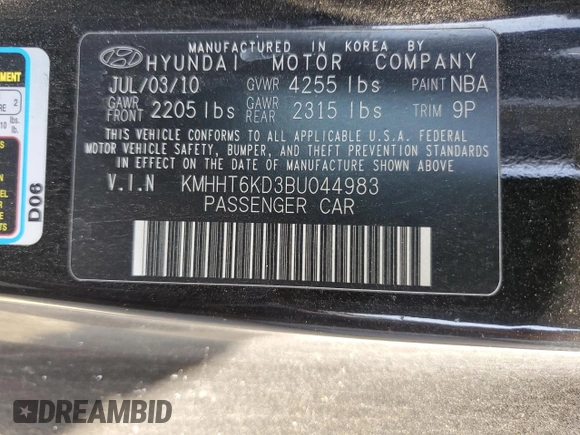 MANUFACTURED IN KOREA BY
HYUNDAI MOTOR COMPANY
JUL/03/10 GVWR 4255 lbs PAINT NBA
GAWR FRONT 2205 lbs GAWR REAR 2315 lbs TRIM 9P
THIS VEHICLE CONFORMS TO ALL APPLICABLE U.S.A. FEDERAL
MOTOR VEHICLE SAFETY, BUMPER, AND THEFT PREVENTION STANDARDS
IN EFFECT ON THE DATE OF MANUFACTURE SHOWN ABOVE
V.I.N KMHHT6KD3BU044983
PASSENGER CAR
D06
DREAMBID